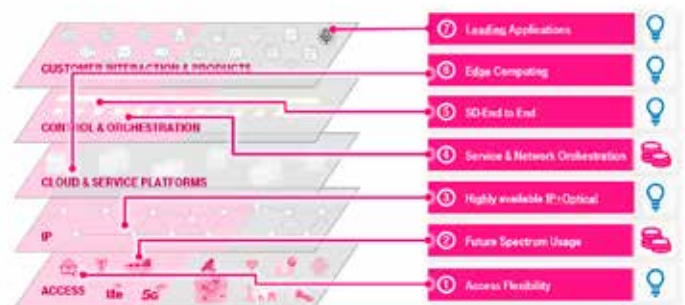 CUSTOMER INTERACTION & PRODUCTS
CONTROL & ORCHESTRATION
CLOUD & SERVICE PLATFORMS
IP
ACCESS
lte
5G
7 Leading Applications
6 Edge Computing
5 SD-End to End
4 Service & Network Orchestration
3 Highly available IP+Optical
2 Future Spectrum Usage
1 Access Flexibility